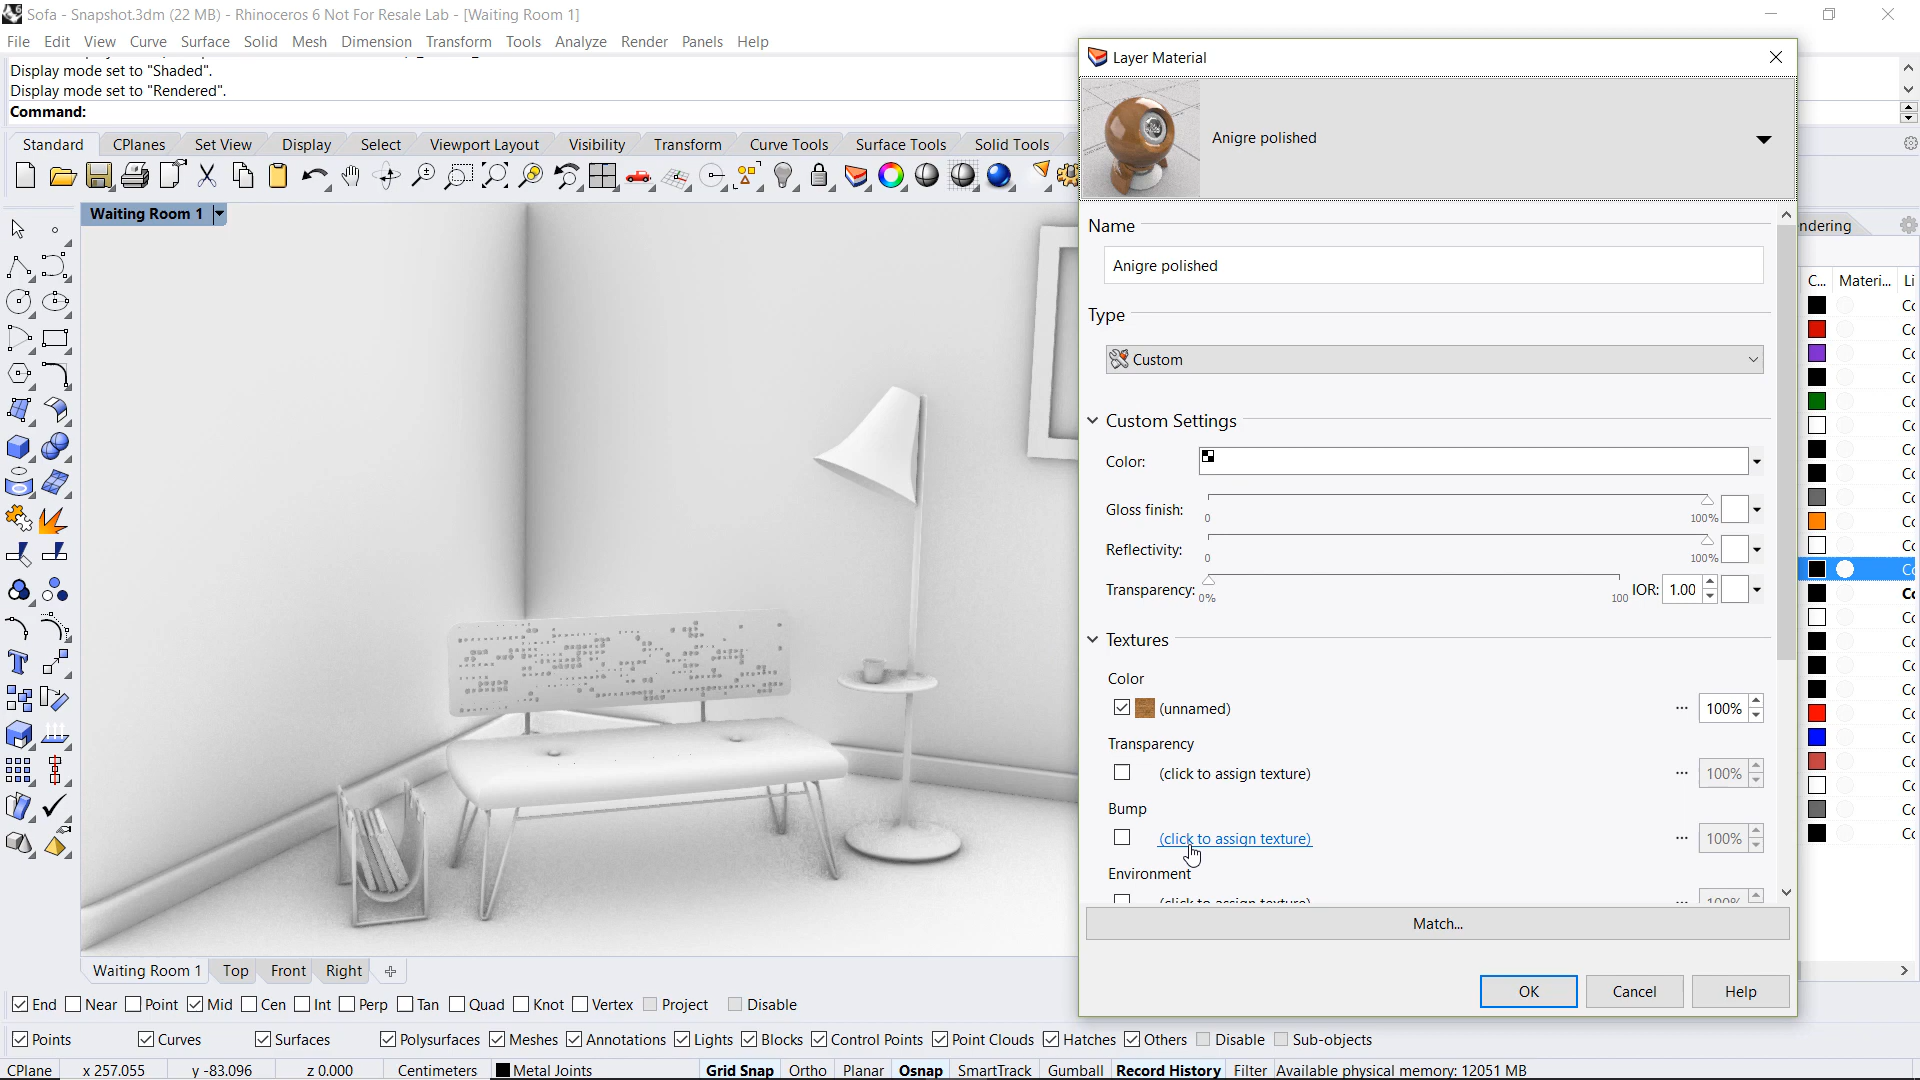 Sofa - Snapshot.3dm (22 MB) - Rhinoceros 6 Not For Resale Lab - [Waiting Room 1]
File Edit View Curve Surface Solid Mesh Dimension Transform Tools Analyze Render Panels Help
Display mode set to "Shaded".
Display mode set to "Rendered".
Command:
Standard CPlanes Set View Display Select Viewport Layout Visibility Transform Curve Tools Surface Tools Solid Tools
Waiting Room 1
Layer Material
Anigre polished
Name
Anigre polished
Type
Custom
Custom Settings
Color:
Gloss finish: 0 100%
Reflectivity: 0 100%
Transparency: 0% 100 IOR: 1.00
Textures
Color
(unnamed) ... 100%
Transparency
(click to assign texture) ... 100%
Bump
(click to assign texture) ... 100%
Environment
(click to assign texture) ... 100%
Match...
OK Cancel Help
ndering
C... Materi... Li
Waiting Room 1 Top Front Right
End Near Point Mid Cen Int Perp Tan Quad Knot Vertex Project Disable
Points Curves Surfaces Polysurfaces Meshes Annotations Lights Blocks Control Points Point Clouds Hatches Others Disable Sub-objects
CPlane x 257.055 y -83.096 z 0.000 Centimeters Metal Joints Grid Snap Ortho Planar Osnap SmartTrack Gumball Record History Filter Available physical memory: 12051 MB